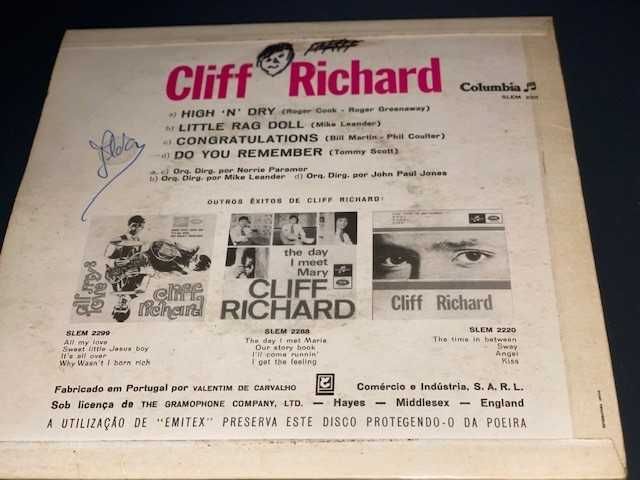 Cliff Richard
Columbia
a) HIGH 'N' DRY (Roger Cook - Roger Greenaway)
b) LITTLE RAG DOLL (Mike Leander)
c) CONGRATULATIONS (Bill Martin - Phil Coulter)
d) DO YOU REMEMBER (Tommy Scott)
a, c) Orq. Dirg. por Norrie Paramor
b) Orq. Dirg. por Mike Leander d) Orq. Dirg. por John Paul Jones
OUTROS ÊXITOS DE CLIFF RICHARD:
all my love
cliff richard
the day
I meet
Mary
CLIFF
RICHARD
Cliff Richard
SLEM 2299
All my love
Sweet little Jesus boy
It's all over
Why Wasn't I born rich
SLEM 2288
The day I met Maria
Our story book
I'll come runnin'
I get the feeling
SLEM 2220
The time in between
Sway
Angel
Kiss
Fabricado em Portugal por VALENTIM DE CARVALHO Comércio e Indústria, S. A. R. L.
Sob licença de THE GRAMOPHONE COMPANY, LTD. — Hayes — Middlesex — England
A UTILIZAÇÃO DE "EMITEX" PRESERVA ESTE DISCO PROTEGENDO-O DA POEIRA